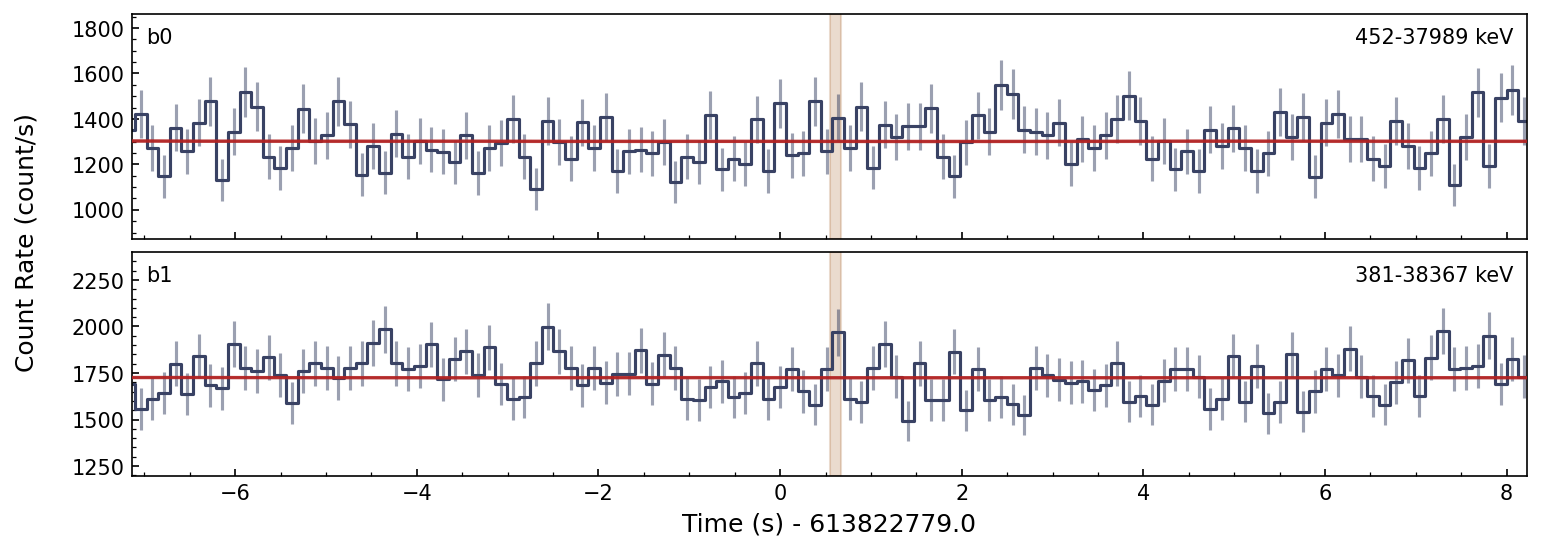 b0
452-37989 keV
1800
1600
1400
1200
1000
b1
381-38367 keV
2250
2000
1750
1500
1250
Count Rate (count/s)
−6 −4 −2 0 2 4 6 8
Time (s) - 613822779.0